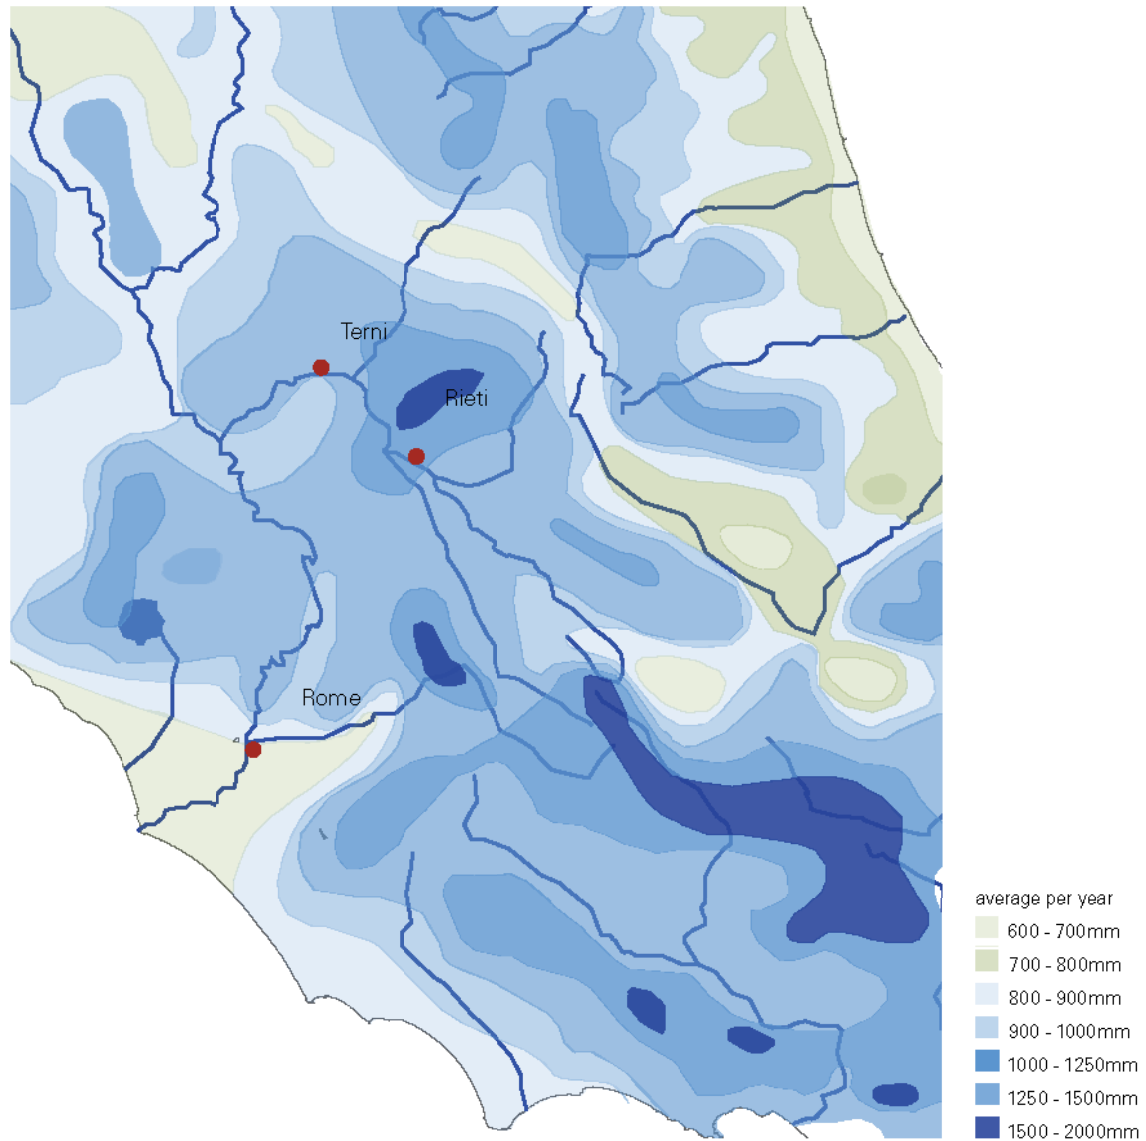 Terni
Rieti
Rome
average per year
600 - 700mm
700 - 800mm
800 - 900mm
900 - 1000mm
1000 - 1250mm
1250 - 1500mm
1500 - 2000mm